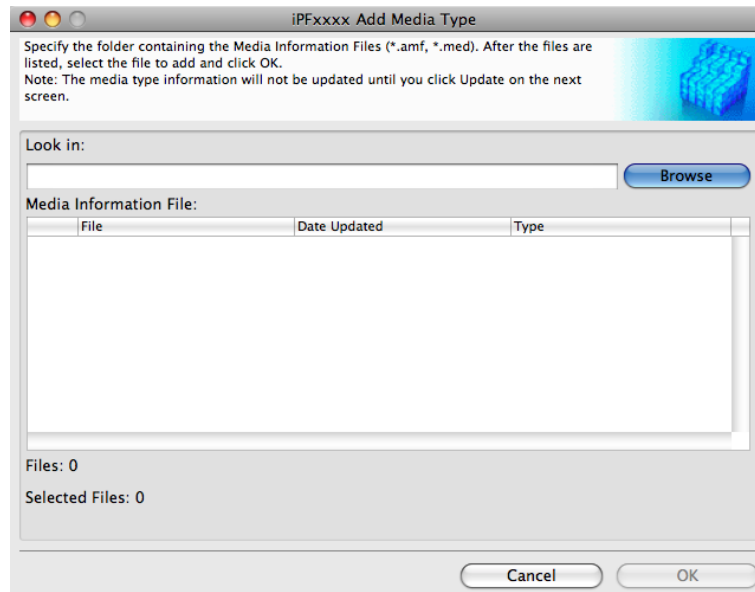 iPFxxxx Add Media Type
Specify the folder containing the Media Information Files (*.amf, *.med). After the files are
listed, select the file to add and click OK.
Note: The media type information will not be updated until you click Update on the next
screen.
Look in:
Browse
Media Information File:
File Date Updated Type
Files: 0
Selected Files: 0
Cancel OK